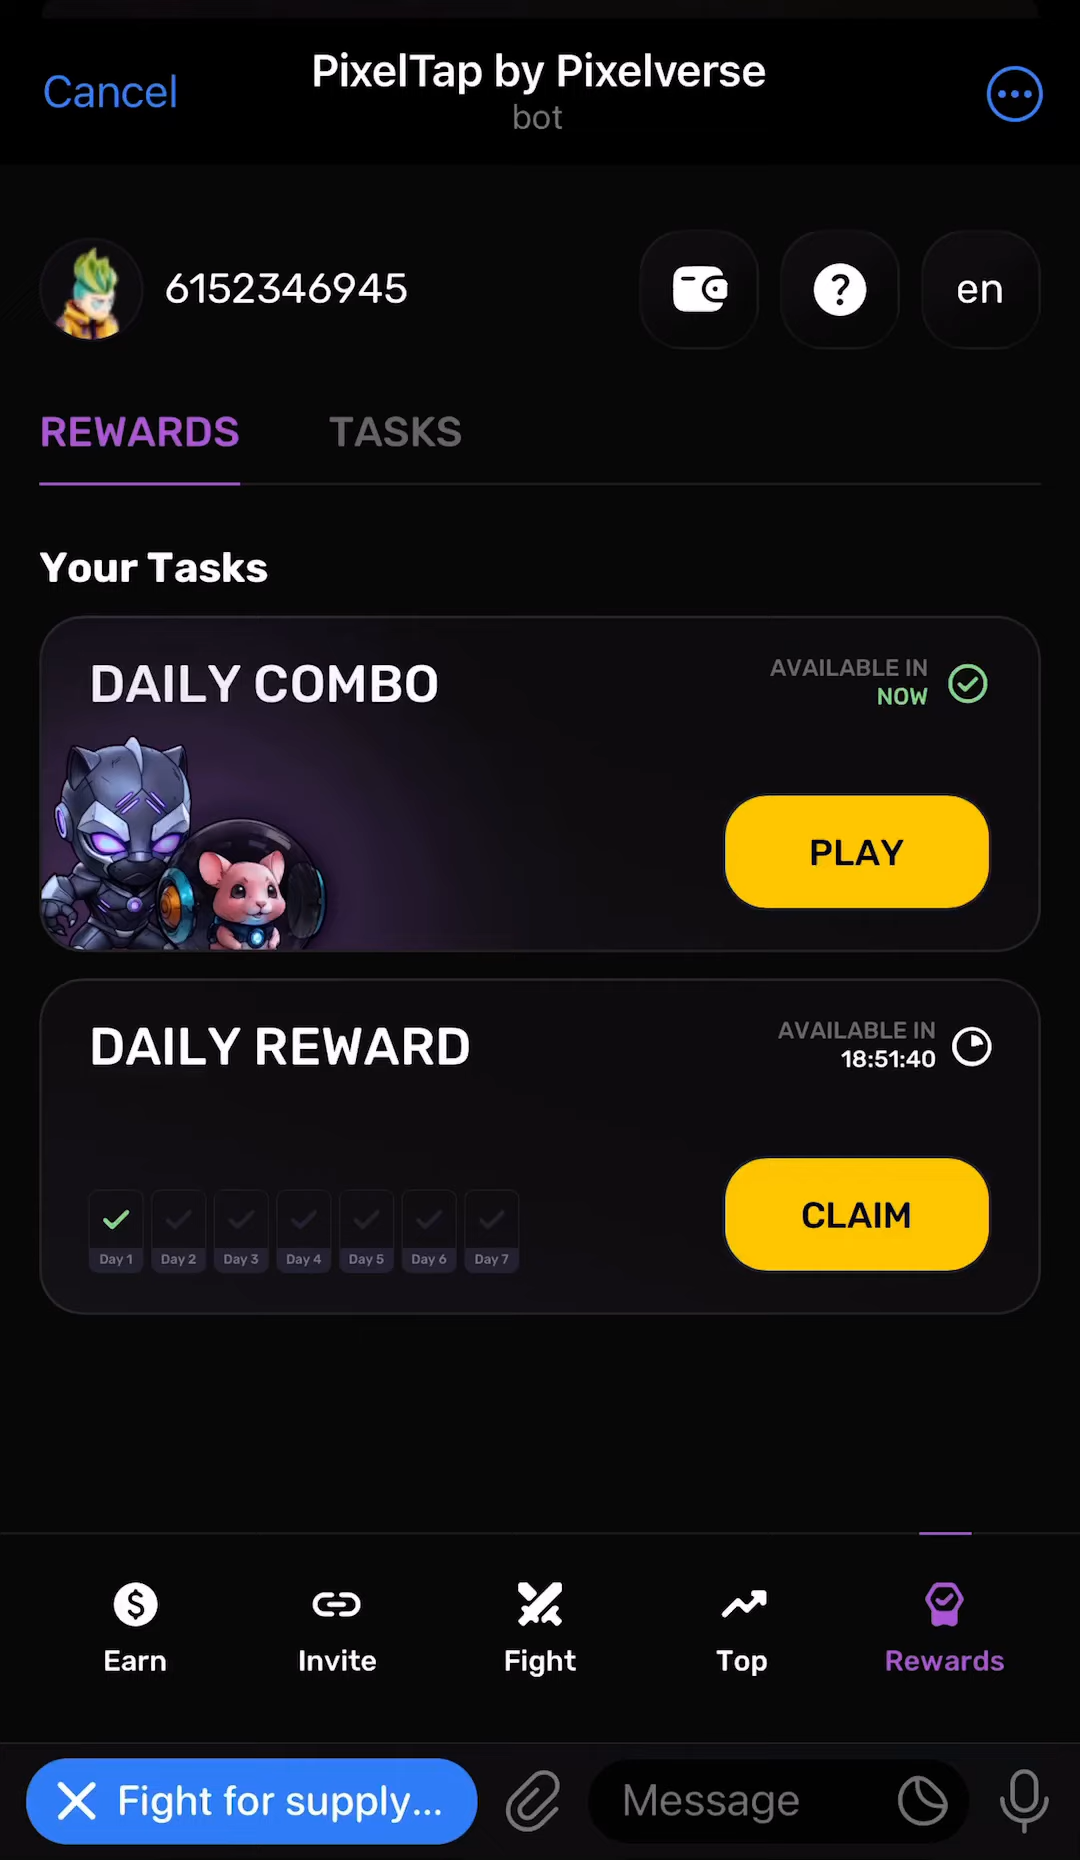 Cancel
PixelTap by Pixelverse
bot
6152346945
en
REWARDS
TASKS
Your Tasks
DAILY COMBO
AVAILABLE IN
NOW
PLAY
DAILY REWARD
AVAILABLE IN
18:51:40
Day 1
Day 2
Day 3
Day 4
Day 5
Day 6
Day 7
CLAIM
Earn
Invite
Fight
Top
Rewards
Fight for supply...
Message